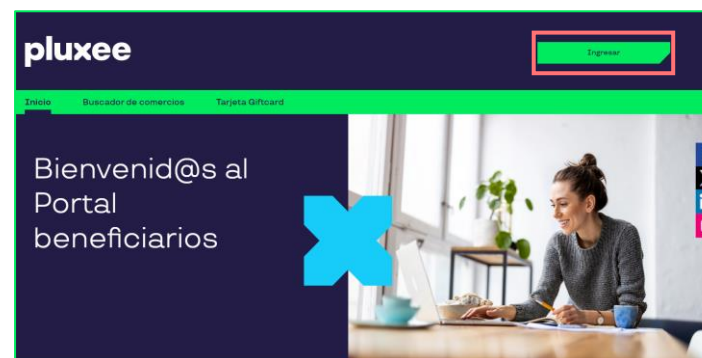 pluxee
Ingresar
Inicio Buscador de comercios Tarjeta Giftcard
Bienvenid@s al
Portal
beneficiarios